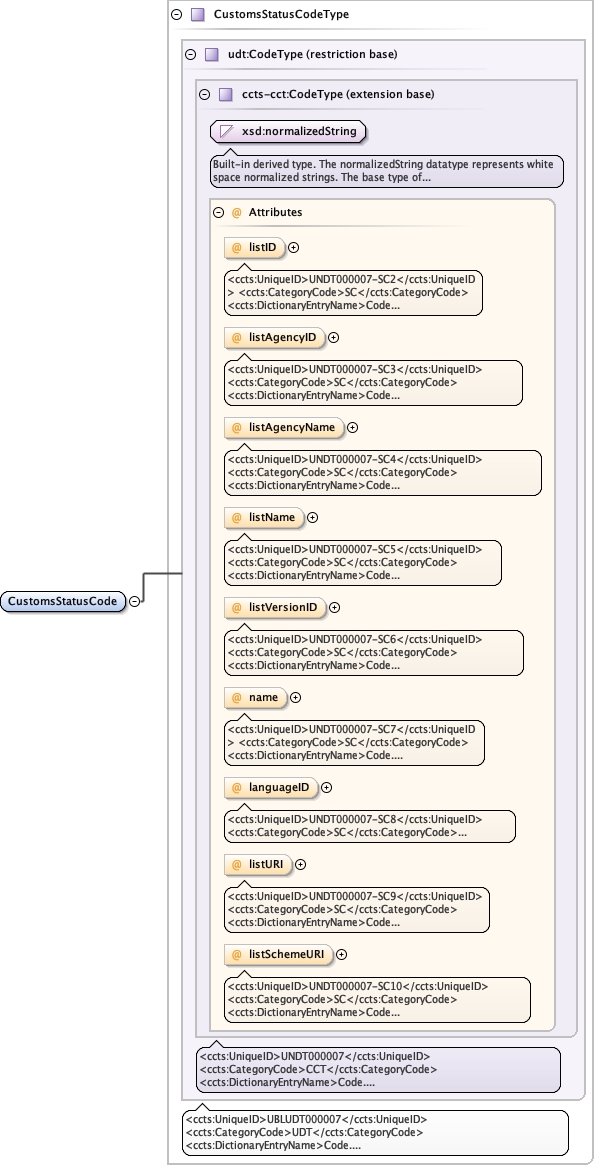 CustomsStatusCodeType
udt:CodeType (restriction base)
ccts-cct:CodeType (extension base)
xsd:normalizedString
Built-in derived type. The normalizedString datatype represents white
space normalized strings. The base type of...
@ Attributes
@ listID
<ccts:UniqueID>UNDT000007-SC2</ccts:UniqueID
> <ccts:CategoryCode>SC</ccts:CategoryCode>
<ccts:DictionaryEntryName>Code...
@ listAgencyID
<ccts:UniqueID>UNDT000007-SC3</ccts:UniqueID>
<ccts:CategoryCode>SC</ccts:CategoryCode>
<ccts:DictionaryEntryName>Code...
@ listAgencyName
<ccts:UniqueID>UNDT000007-SC4</ccts:UniqueID>
<ccts:CategoryCode>SC</ccts:CategoryCode>
<ccts:DictionaryEntryName>Code...
@ listName
<ccts:UniqueID>UNDT000007-SC5</ccts:UniqueID>
<ccts:CategoryCode>SC</ccts:CategoryCode>
<ccts:DictionaryEntryName>Code...
CustomsStatusCode
@ listVersionID
<ccts:UniqueID>UNDT000007-SC6</ccts:UniqueID>
<ccts:CategoryCode>SC</ccts:CategoryCode>
<ccts:DictionaryEntryName>Code...
@ name
<ccts:UniqueID>UNDT000007-SC7</ccts:UniqueID
> <ccts:CategoryCode>SC</ccts:CategoryCode>
<ccts:DictionaryEntryName>Code....
@ languageID
<ccts:UniqueID>UNDT000007-SC8</ccts:UniqueID>
<ccts:CategoryCode>SC</ccts:CategoryCode>...
@ listURI
<ccts:UniqueID>UNDT000007-SC9</ccts:UniqueID>
<ccts:CategoryCode>SC</ccts:CategoryCode>
<ccts:DictionaryEntryName>Code...
@ listSchemeURI
<ccts:UniqueID>UNDT000007-SC10</ccts:UniqueID>
<ccts:CategoryCode>SC</ccts:CategoryCode>
<ccts:DictionaryEntryName>Code...
<ccts:UniqueID>UNDT000007</ccts:UniqueID>
<ccts:CategoryCode>CCT</ccts:CategoryCode>
<ccts:DictionaryEntryName>Code....
<ccts:UniqueID>UBLUDT000007</ccts:UniqueID>
<ccts:CategoryCode>UDT</ccts:CategoryCode>
<ccts:DictionaryEntryName>Code....